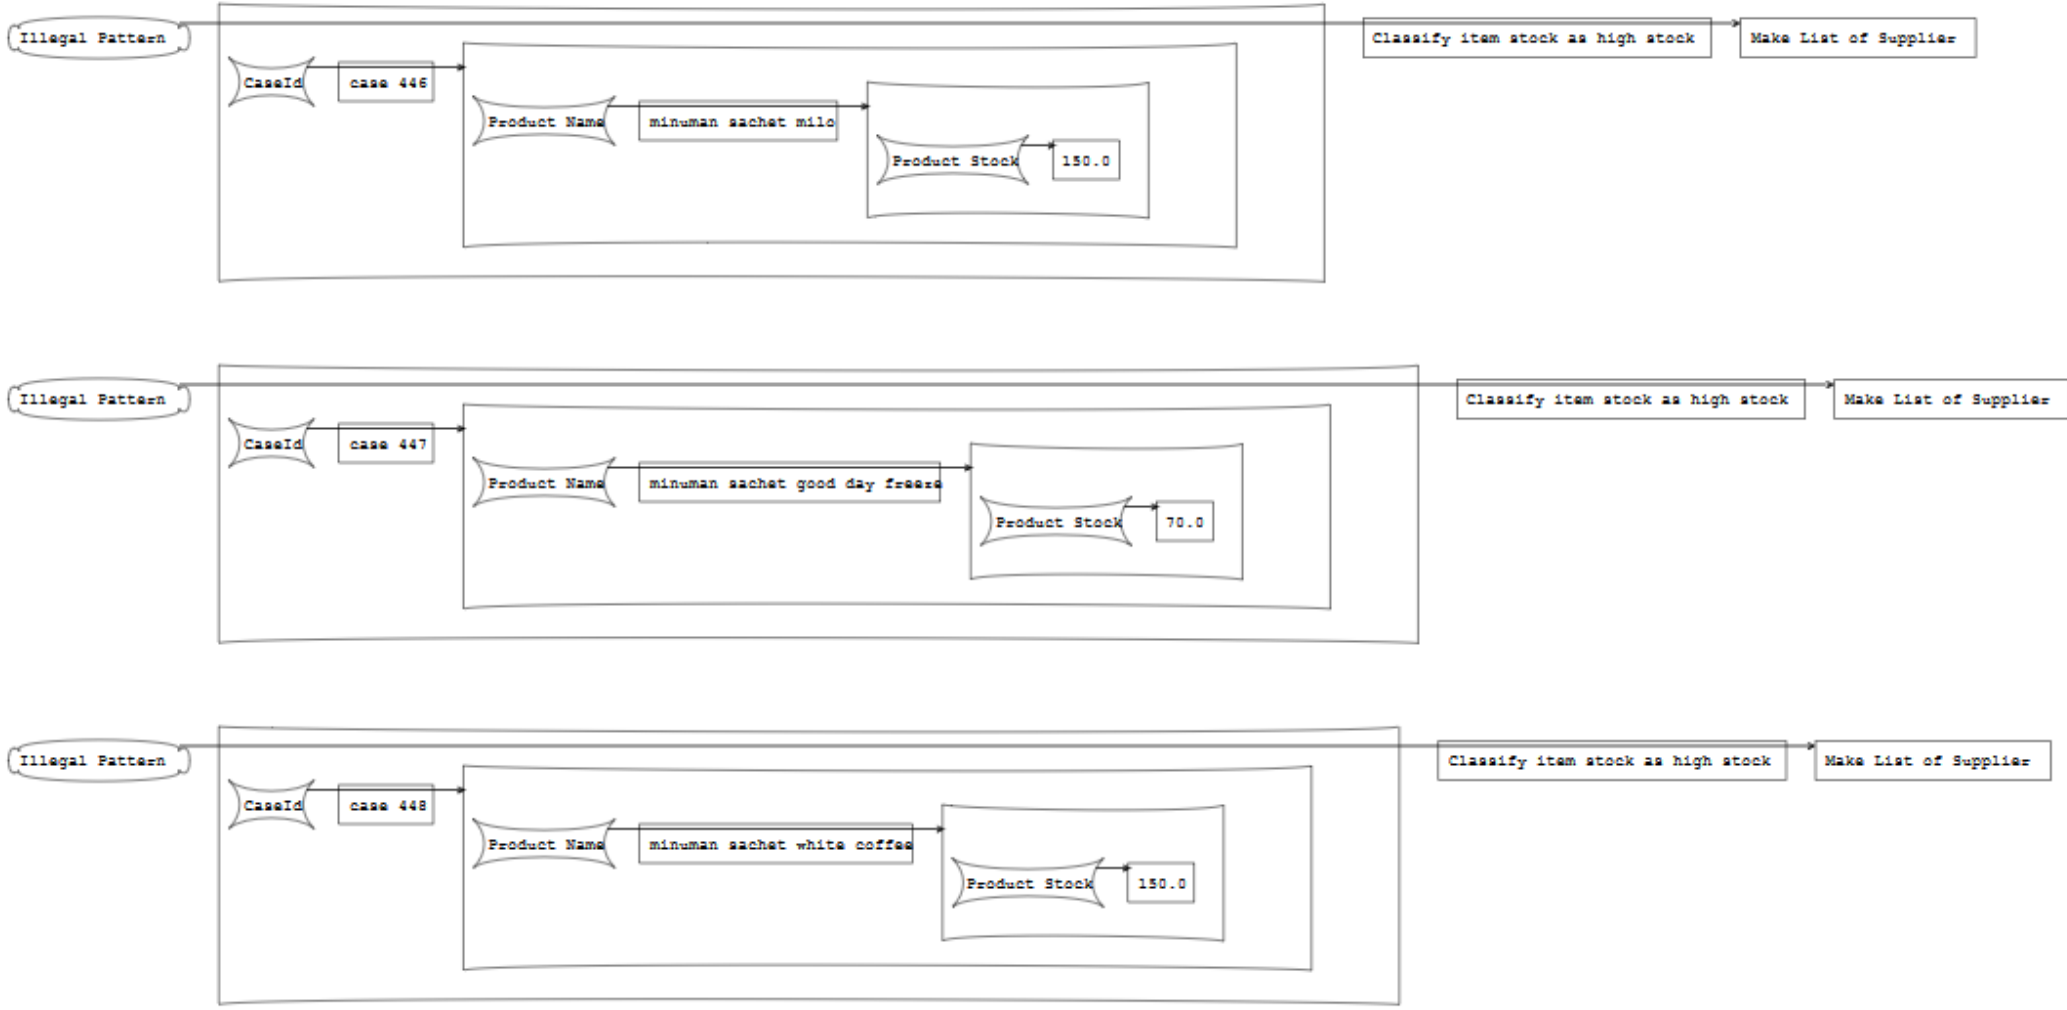 Illegal Pattern
Classify item stock as high stock
Make List of Supplier
CaseId
case 446
Product Name
minuman sachet milo
Product Stock
150.0
Illegal Pattern
Classify item stock as high stock
Make List of Supplier
CaseId
case 447
Product Name
minuman sachet good day freeze
Product Stock
70.0
Illegal Pattern
Classify item stock as high stock
Make List of Supplier
CaseId
case 448
Product Name
minuman sachet white coffee
Product Stock
150.0